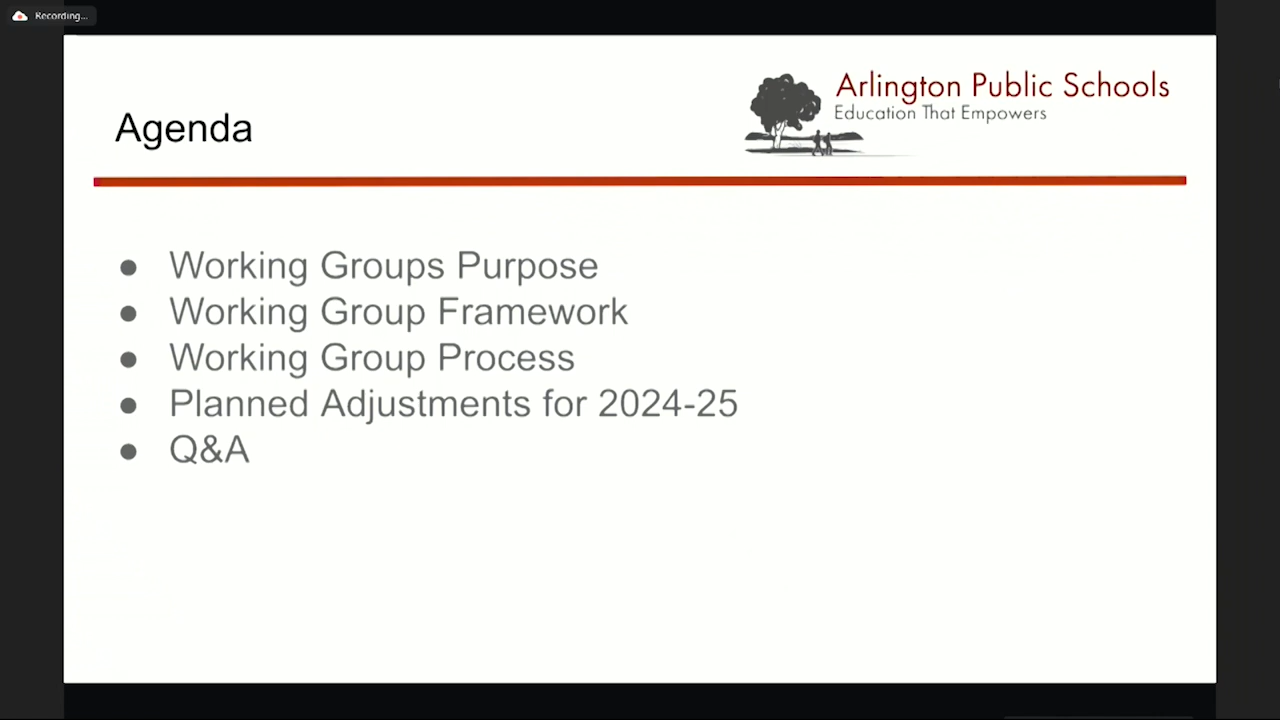 Recording...
Arlington Public Schools
Education That Empowers
Agenda
● Working Groups Purpose
● Working Group Framework
● Working Group Process
● Planned Adjustments for 2024-25
● Q&A